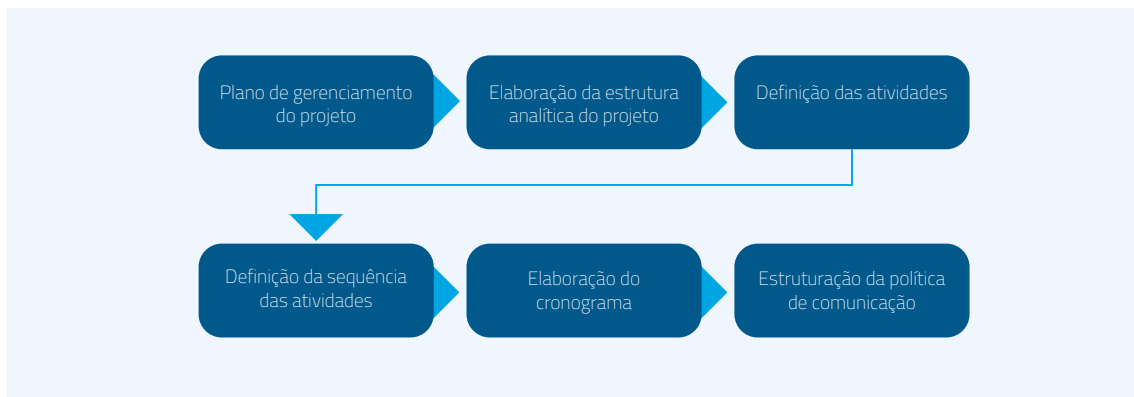 Plano de gerenciamento
do projeto
Elaboração da estrutura
analítica do projeto
Definição das atividades
Definição da sequência
das atividades
Elaboração do
cronograma
Estruturação da política
de comunicação